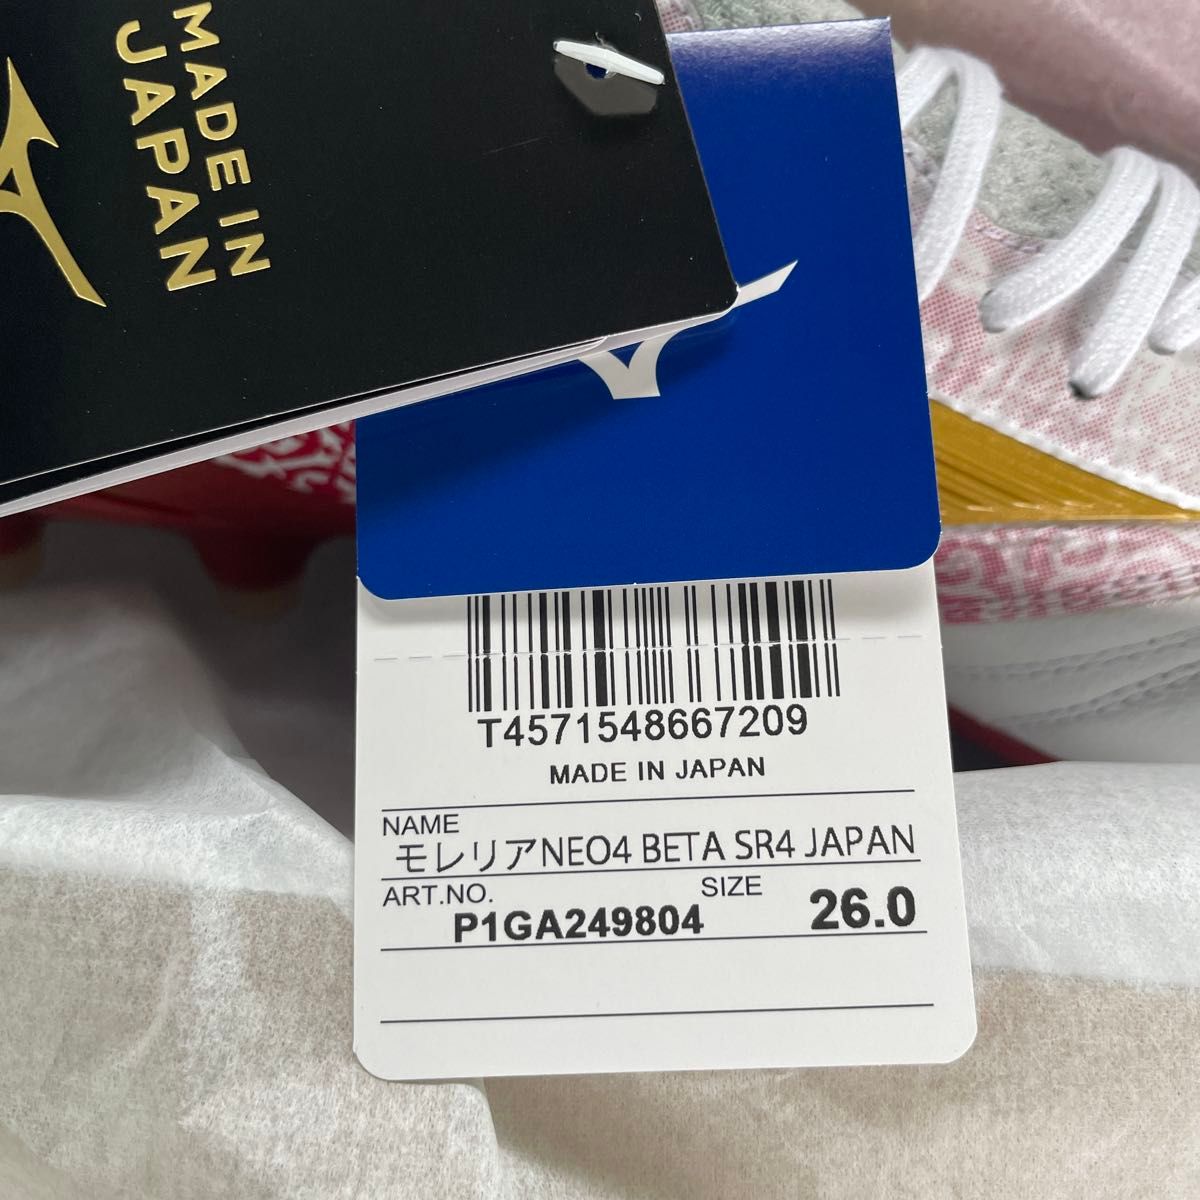 MADE IN
JAPAN
T4571548667209
MADE IN JAPAN
NAME
モレリアNEO4 BETA SR4 JAPAN
ART.NO.
P1GA249804
SIZE
26.0